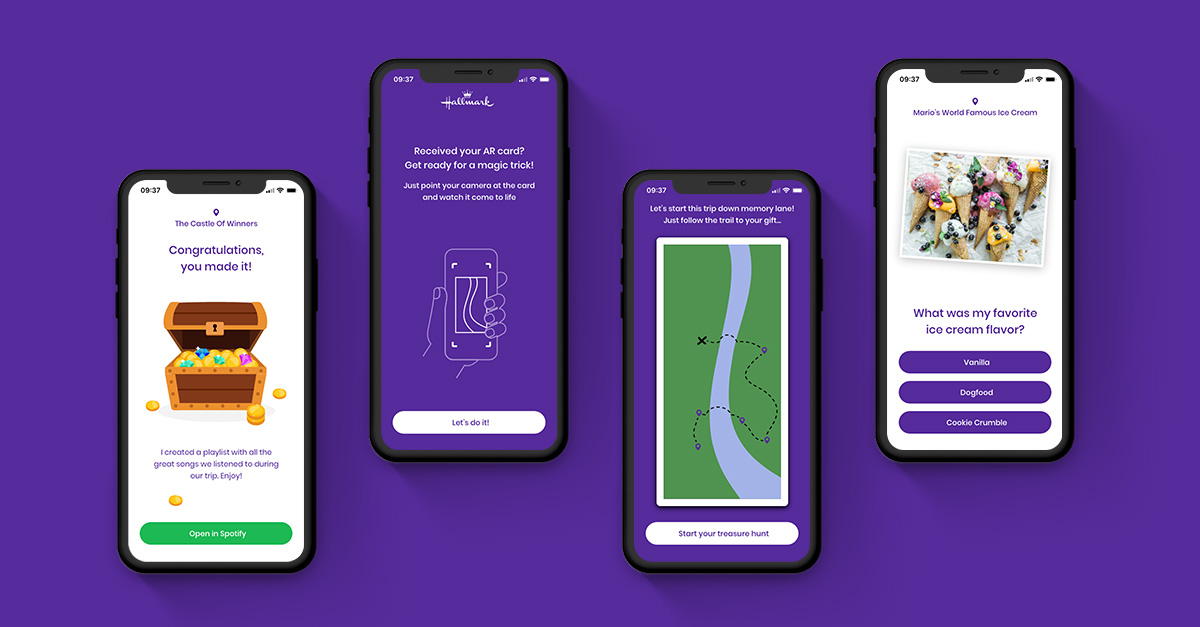 09:37
The Castle Of Winners
Congratulations,
you made it!
I created a playlist with all the
great songs we listened to during
our trip. Enjoy!
Open in Spotify
09:37
Hallmark
Received your AR card?
Get ready for a magic trick!
Just point your camera at the card
and watch it come to life
Let's do it!
09:37
Let's start this trip down memory lane!
Just follow the trail to your gift...
Start your treasure hunt
09:37
Mario's World Famous Ice Cream
What was my favorite
ice cream flavor?
Vanilla
Dogfood
Cookie Crumble